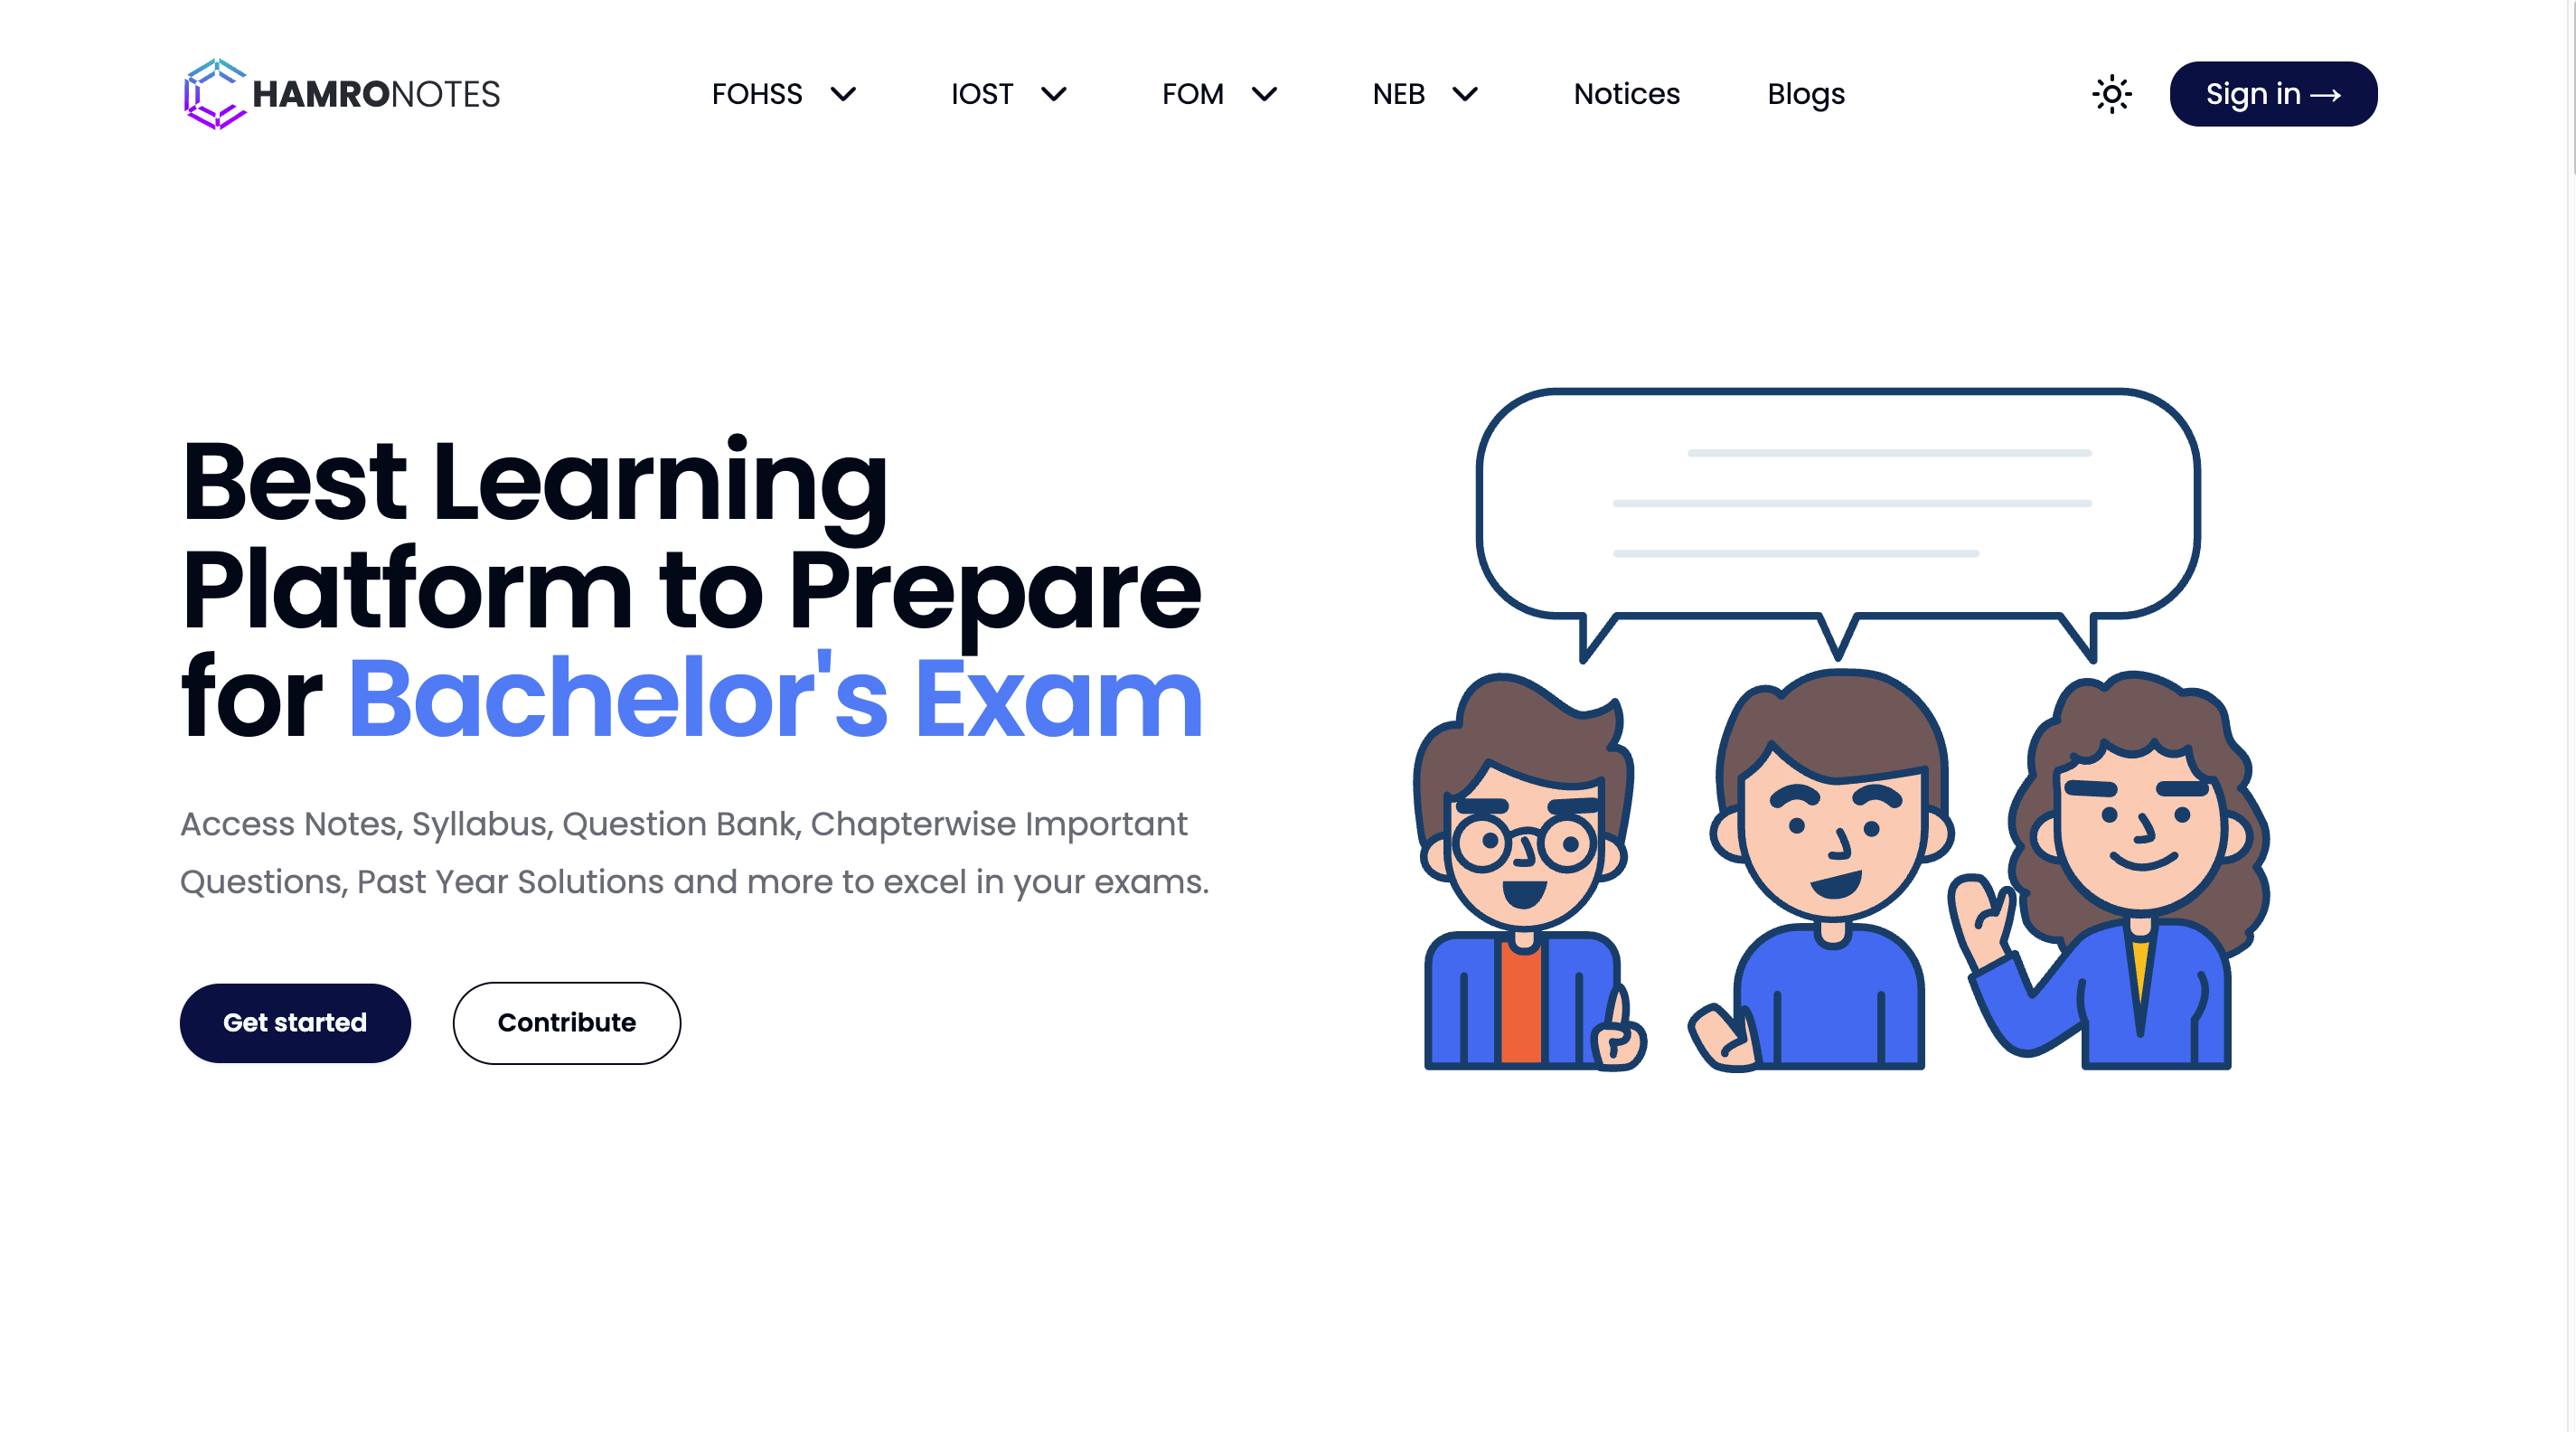 HAMRONOTES
FOHSS
IOST
FOM
NEB
Notices
Blogs
Sign in →
Best Learning
Platform to Prepare
for Bachelor's Exam
Access Notes, Syllabus, Question Bank, Chapterwise Important
Questions, Past Year Solutions and more to excel in your exams.
Get started
Contribute